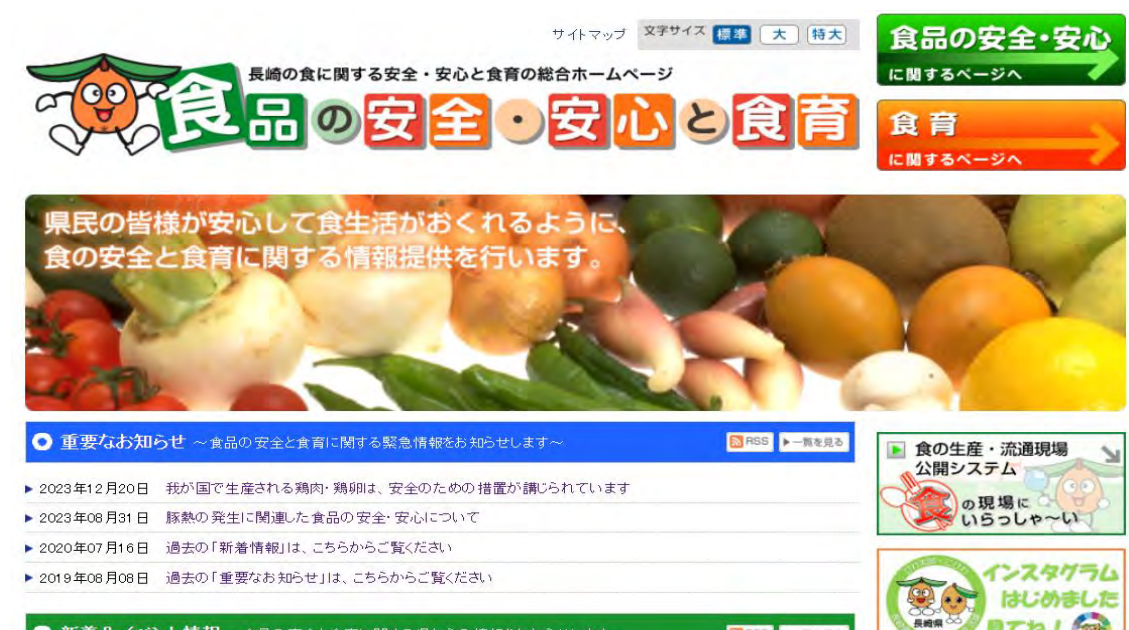 サイトマップ
文字サイズ 標準 大 特大
長崎の食に関する安全・安心と食育の総合ホームページ
食品の安全・安心と食育
食品の安全・安心
に関するページへ
食育
に関するページへ
県民の皆様が安心して食生活がおくれるように、
食の安全と食育に関する情報提供を行います。
重要なお知らせ ～食品の安全と食育に関する緊急情報をお知らせします～ RSS 一覧を見る
2023年12月20日 我が国で生産される鶏肉・鶏卵は、安全のための措置が講じられています
2023年08月31日 豚熱の発生に関連した食品の安全・安心について
2020年07月16日 過去の「新着情報」は、こちらからご覧ください
2019年08月08日 過去の「重要なお知らせ」は、こちらからご覧ください
食の生産・流通現場
公開システム
食の現場に
いらっしゃ～い
インスタグラム
はじめました
見てね！
長崎県